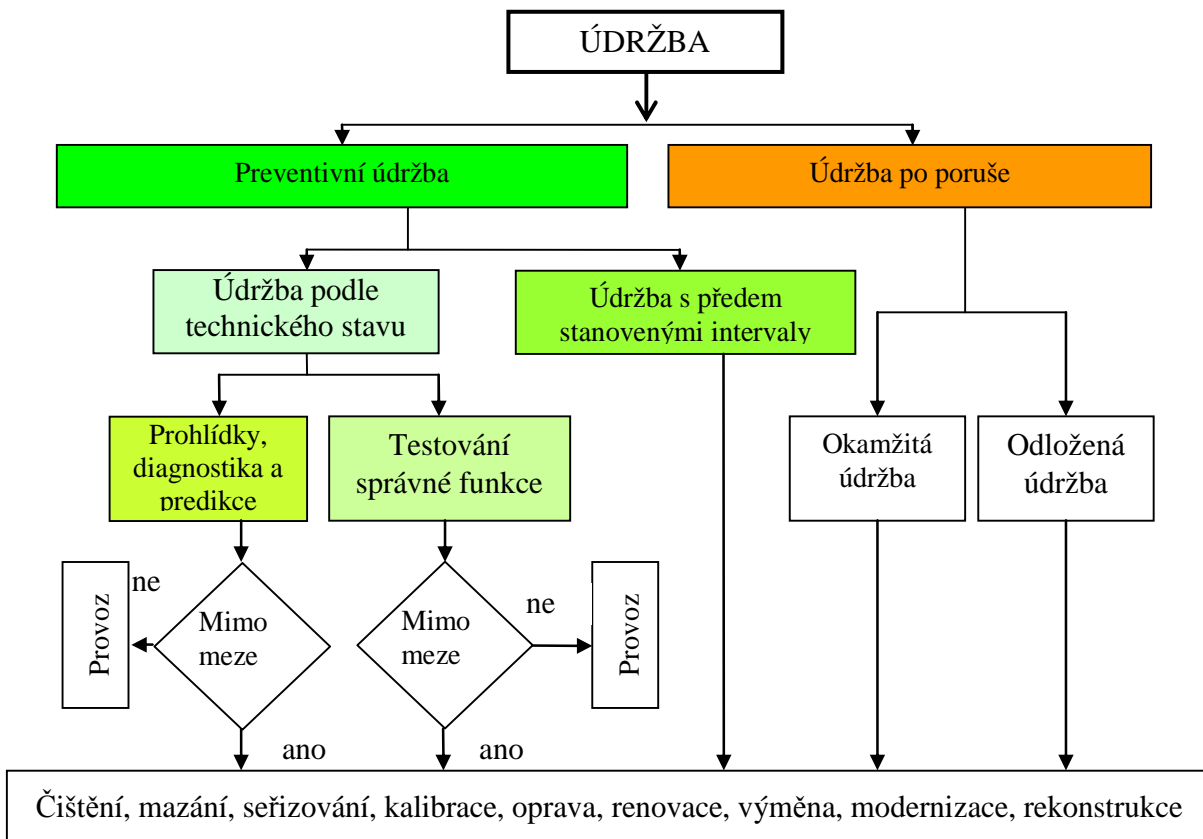 ÚDRŽBA
Preventivní údržba
Údržba po poruše
Údržba podle
technického stavu
Údržba s předem
stanovenými intervaly
Prohlídky,
diagnostika a
predikce
Testování
správné funkce
Okamžitá
údržba
Odložená
údržba
Provoz
ne
Mimo
meze
Mimo
meze
ne
Provoz
ano
ano
Čištění, mazání, seřizování, kalibrace, oprava, renovace, výměna, modernizace, rekonstrukce